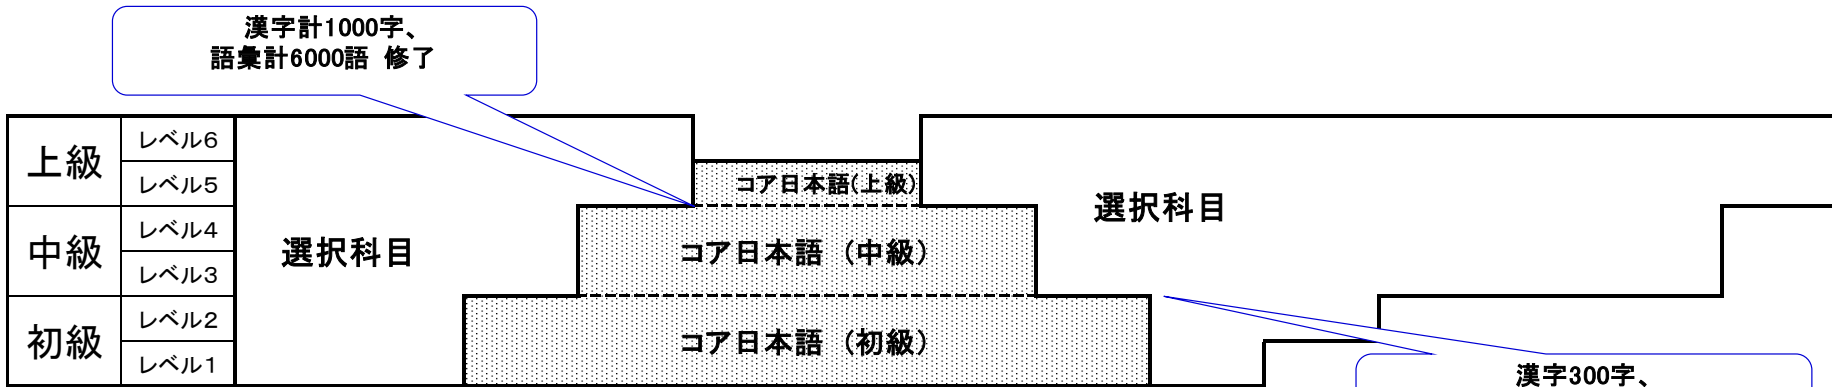 漢字計1000字、
語彙計6000語 修了
上級
レベル6
レベル5
コア日本語(上級)
選択科目
中級
レベル4
レベル3
選択科目
コア日本語 (中級)
初級
レベル2
レベル1
コア日本語 (初級)
漢字300字、